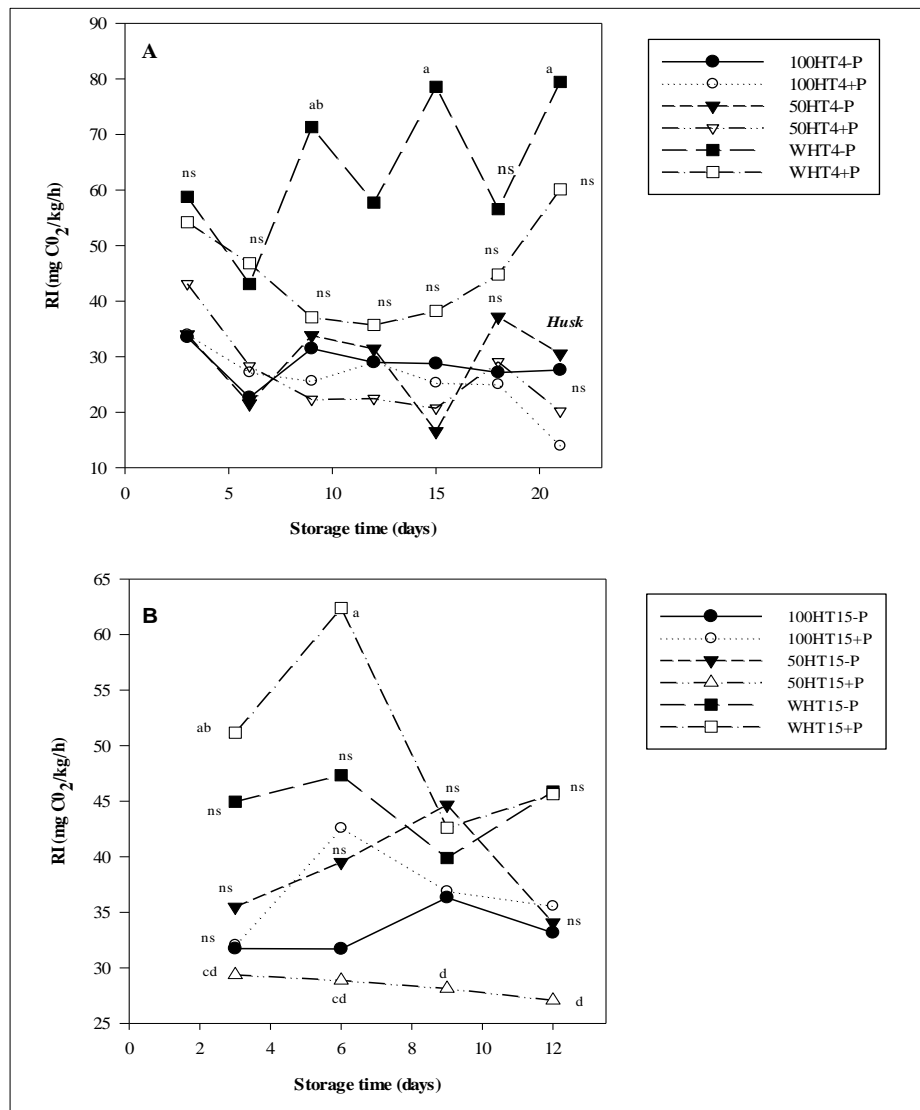 A
90
80
70
60
50
40
30
20
10
RI (mg C0₂/kg/h)
ns
ns
ab
ns
a
ns
ns
ns
ns
a
ns
ns
Husk
ns
0
5
10
15
20
Storage time (days)
100HT4-P
100HT4+P
50HT4-P
50HT4+P
WHT4-P
WHT4+P
B
65
60
55
50
45
40
35
30
25
RI (mg C0₂/kg/h)
ab
a
ns
ns
ns
ns
ns
ns
ns
ns
cd
cd
d
d
0
2
4
6
8
10
12
Storage time (days)
100HT15-P
100HT15+P
50HT15-P
50HT15+P
WHT15-P
WHT15+P